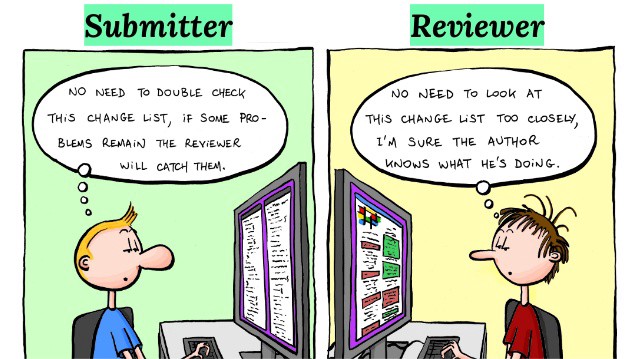 Submitter
NO NEED TO DOUBLE CHECK
THIS CHANGE LIST, IF SOME PRO-
BLEMS REMAIN THE REVIEWER
WILL CATCH THEM.
Reviewer
NO NEED TO LOOK AT
THIS CHANGE LIST TOO CLOSELY,
I'M SURE THE AUTHOR
KNOWS WHAT HE'S DOING.